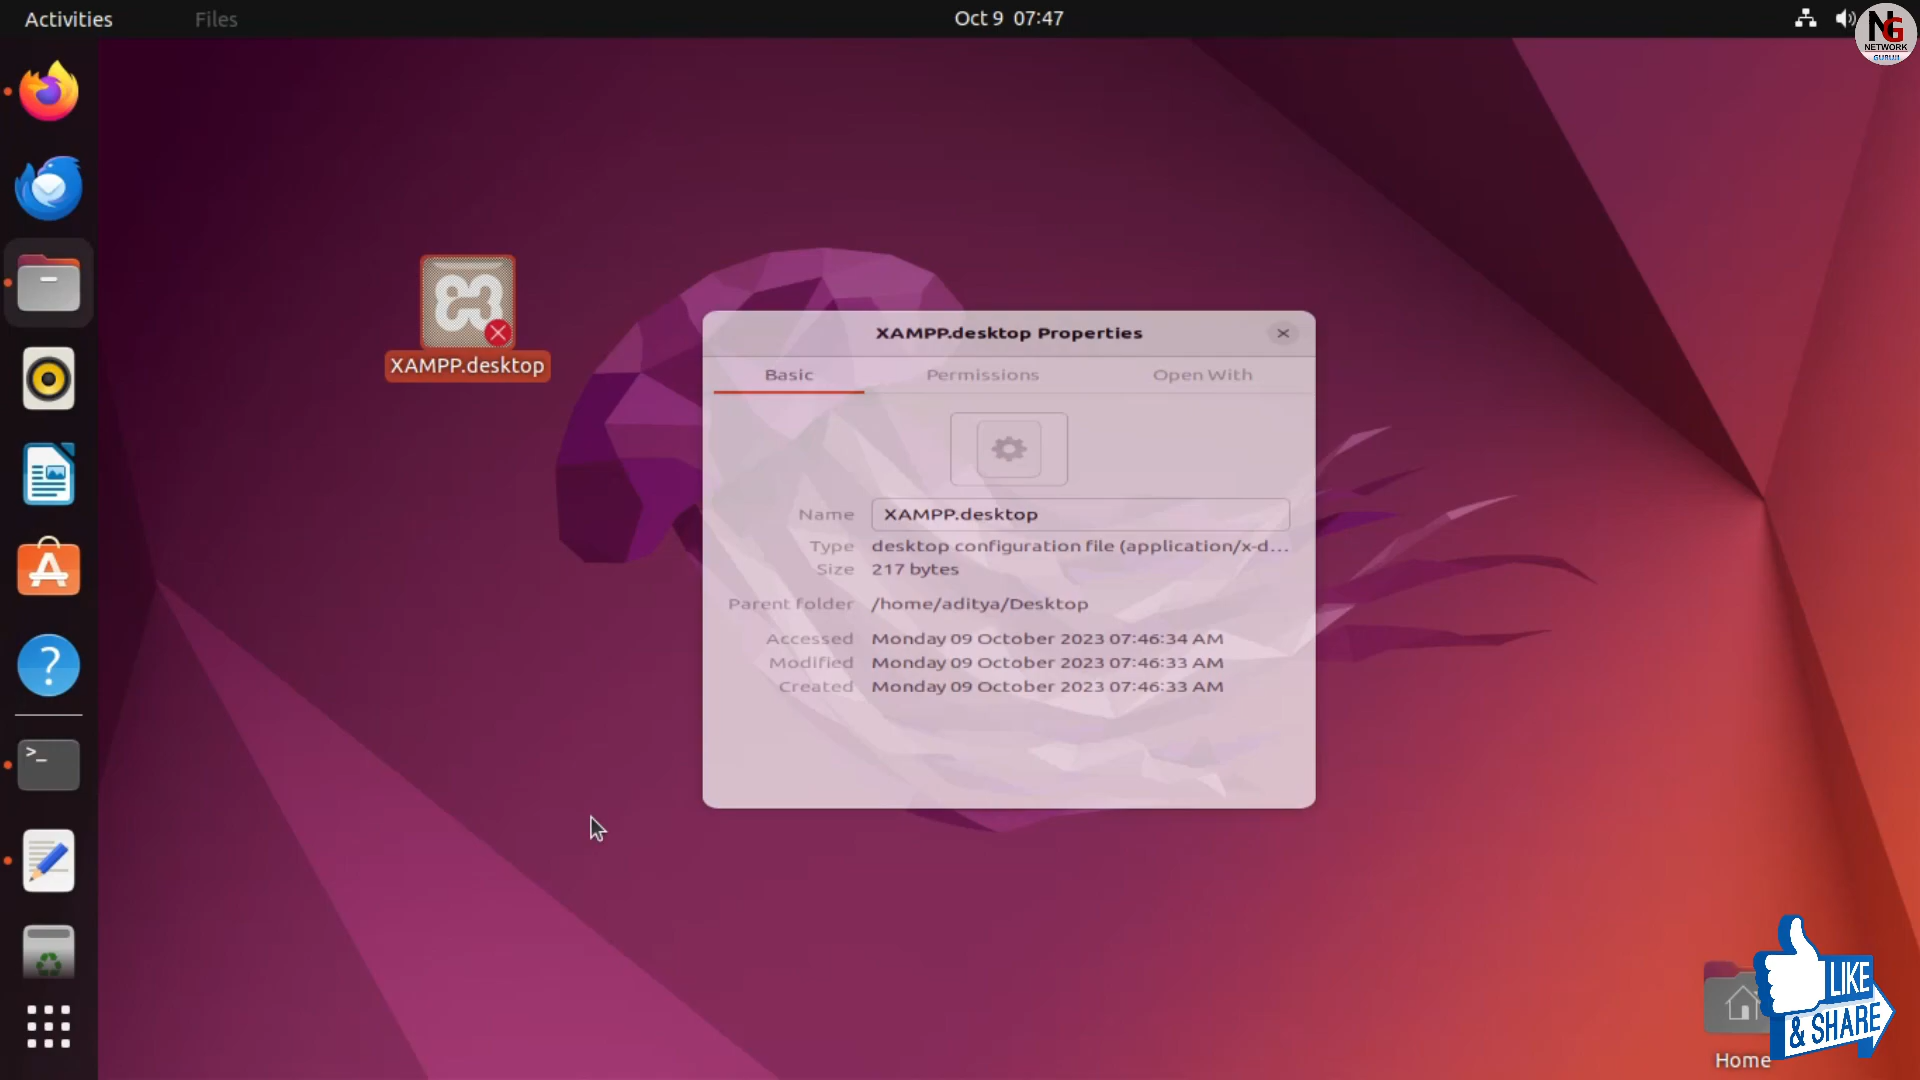 Activities
Files
Oct 9 07:47
NG
NETWORK
GURUJI
XAMPP.desktop
XAMPP.desktop Properties
Basic
Permissions
Open With
Name XAMPP.desktop
Type desktop configuration file (application/x-d...
Size 217 bytes
Parent folder /home/aditya/Desktop
Accessed Monday 09 October 2023 07:46:34 AM
Modified Monday 09 October 2023 07:46:33 AM
Created Monday 09 October 2023 07:46:33 AM
>_
LIKE
& SHARE
Home